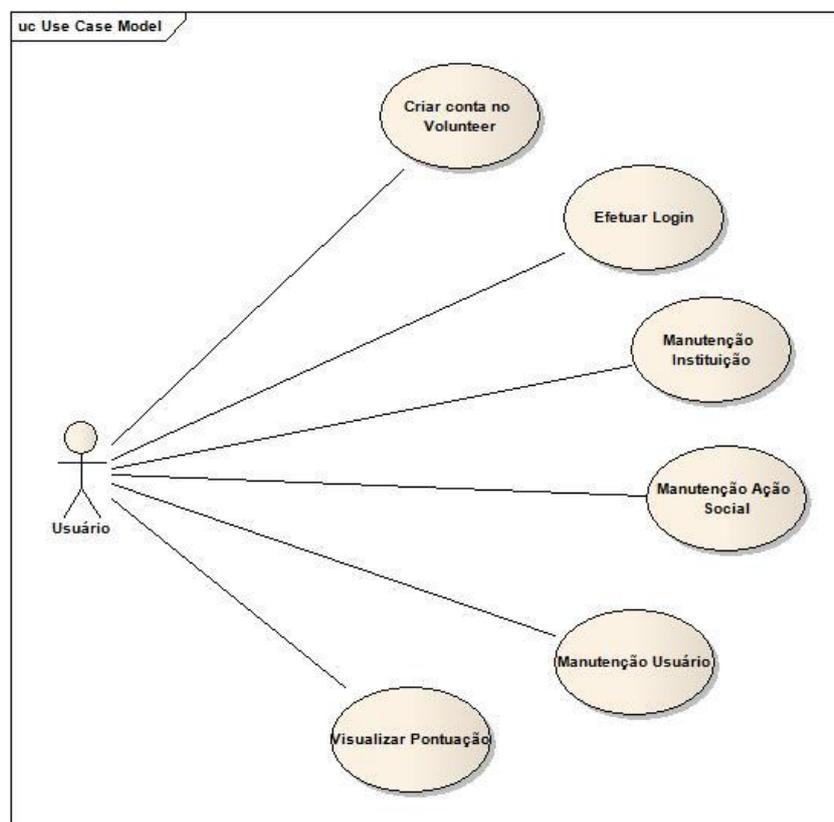 uc Use Case Model
Criar conta no
Volunteer
Efetuar Login
Manutenção
Instituição
Manutenção Ação
Social
Usuário
Manutenção Usuário
Visualizar Pontuação